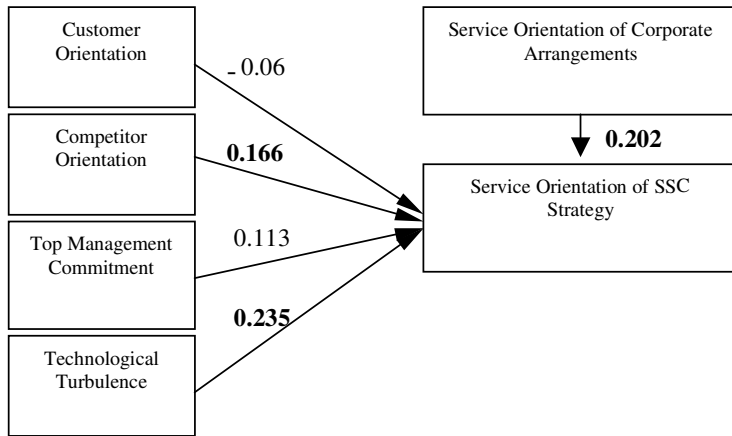 Customer
Orientation
Service Orientation of Corporate
Arrangements
- 0.06
Competitor
Orientation
0.166
0.202
Service Orientation of SSC
Strategy
Top Management
Commitment
0.113
0.235
Technological
Turbulence